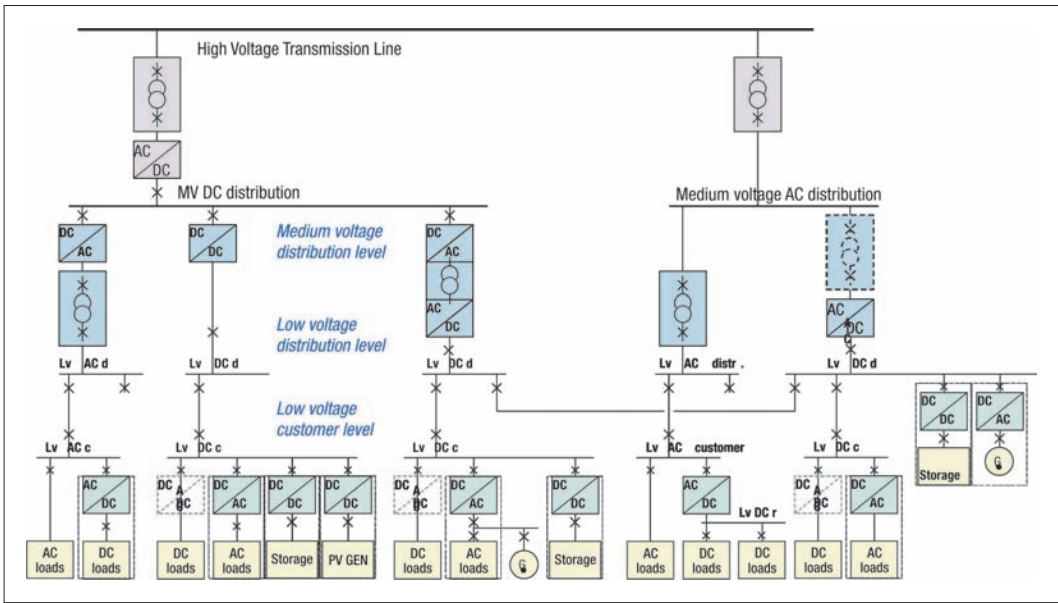 High Voltage Transmission Line
AC
DC
MV DC distribution
Medium voltage AC distribution
DC
AC
DC
DC
Medium voltage
distribution level
DC
AC
AC
DC
AC
DC
Low voltage
distribution level
Lv AC d
Lv DC d
Lv DC d
Lv AC distr .
Lv DC d
Low voltage
customer level
DC
DC
DC
AC
Storage
G
Lv AC c
Lv DC c
Lv DC c
Lv AC customer
Lv DC c
AC
DC
DC
DC
DC
AC
DC
DC
DC
DC
DC
DC
DC
AC
DC
DC
AC
DC
DC
DC
DC
AC
Lv DC r
AC
loads
DC
loads
DC
loads
AC
loads
Storage
PV GEN
DC
loads
AC
loads
G
Storage
AC
loads
DC
loads
DC
loads
DC
loads
AC
loads